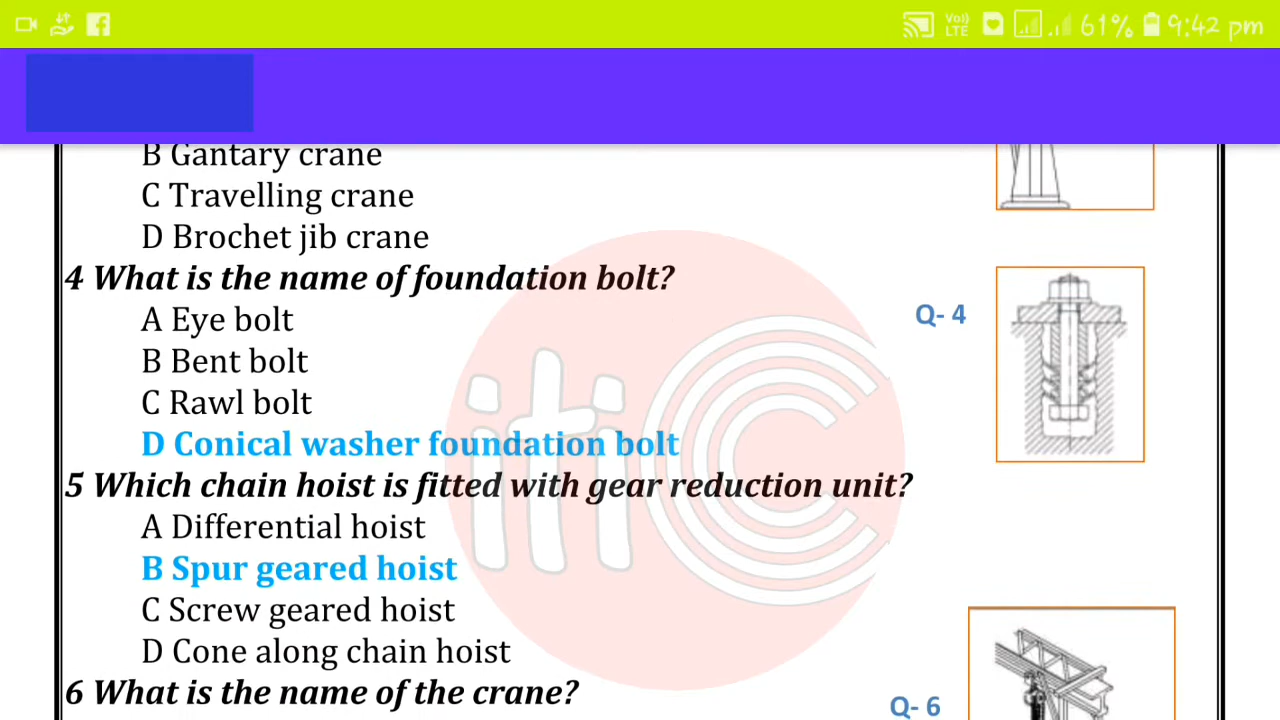 Vo)) LTE 61% 9:42 pm
B Gantary crane
C Travelling crane
D Brochet jib crane
4 What is the name of foundation bolt?
A Eye bolt
B Bent bolt
C Rawl bolt
D Conical washer foundation bolt
Q- 4
5 Which chain hoist is fitted with gear reduction unit?
A Differential hoist
B Spur geared hoist
C Screw geared hoist
D Cone along chain hoist
6 What is the name of the crane?
Q- 6
itiC